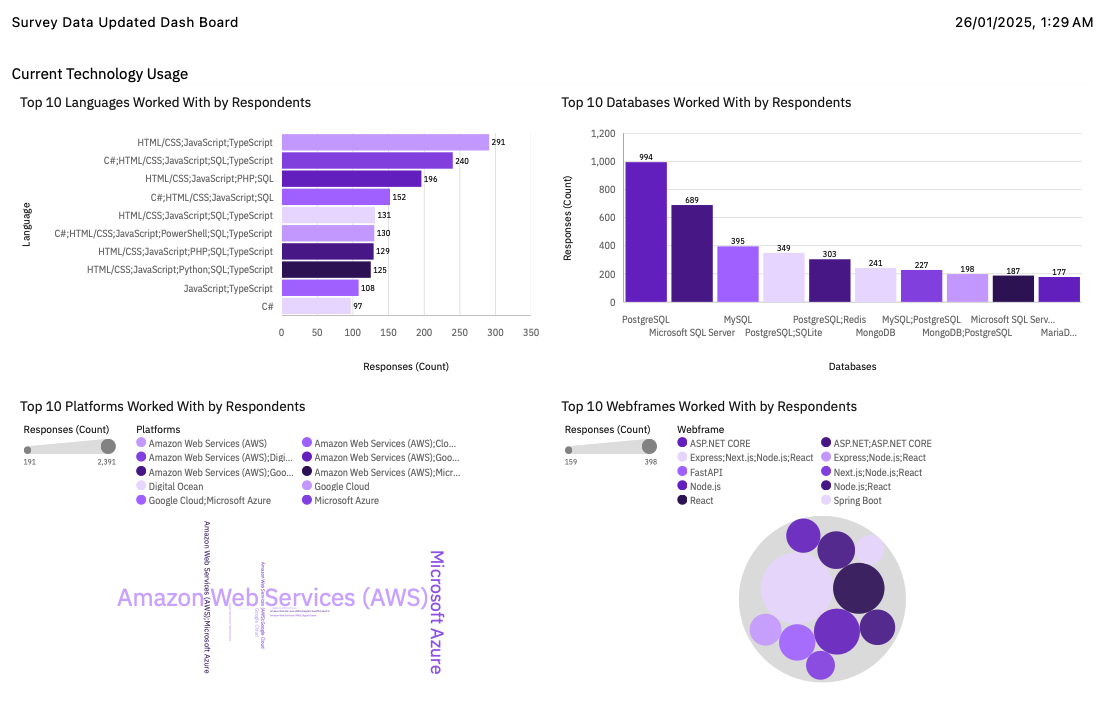 Survey Data Updated Dash Board
26/01/2025, 1:29 AM
Current Technology Usage
Top 10 Languages Worked With by Respondents
Language
HTML/CSS;JavaScript;TypeScript
291
C#;HTML/CSS;JavaScript;SQL;TypeScript
240
HTML/CSS;JavaScript;PHP;SQL
196
C#;HTML/CSS;JavaScript;SQL
152
HTML/CSS;JavaScript;SQL;TypeScript
131
C#;HTML/CSS;JavaScript;PowerShell;SQL;TypeScript
130
HTML/CSS;JavaScript;PHP;SQL;TypeScript
129
HTML/CSS;JavaScript;Python;SQL;TypeScript
125
JavaScript;TypeScript
108
C#
97
0 50 100 150 200 250 300 350
Responses (Count)
Top 10 Databases Worked With by Respondents
Responses (Count)
1,200
1,000
800
600
400
200
0
994
689
395
349
303
241
227
198
187
177
PostgreSQL
Microsoft SQL Server
MySQL
PostgreSQL;SQLite
PostgreSQL;Redis
MongoDB
MySQL;PostgreSQL
MongoDB;PostgreSQL
Microsoft SQL Serv...
MariaD...
Databases
Top 10 Platforms Worked With by Respondents
Responses (Count)
191 2,391
Platforms
Amazon Web Services (AWS)
Amazon Web Services (AWS);Clo...
Amazon Web Services (AWS);Digi...
Amazon Web Services (AWS);Goo...
Amazon Web Services (AWS);Goo...
Amazon Web Services (AWS);Micr...
Digital Ocean
Google Cloud
Google Cloud;Microsoft Azure
Microsoft Azure
Amazon Web Services (AWS);Microsoft Azure
Amazon Web Services (AWS)
Amazon Web Services (AWS);Google Cloud
Google Cloud
Microsoft Azure
Top 10 Webframes Worked With by Respondents
Responses (Count)
159 398
Webframe
ASP.NET CORE
ASP.NET;ASP.NET CORE
Express;Next.js;Node.js;React
Express;Node.js;React
FastAPI
Next.js;Node.js;React
Node.js
Node.js;React
React
Spring Boot